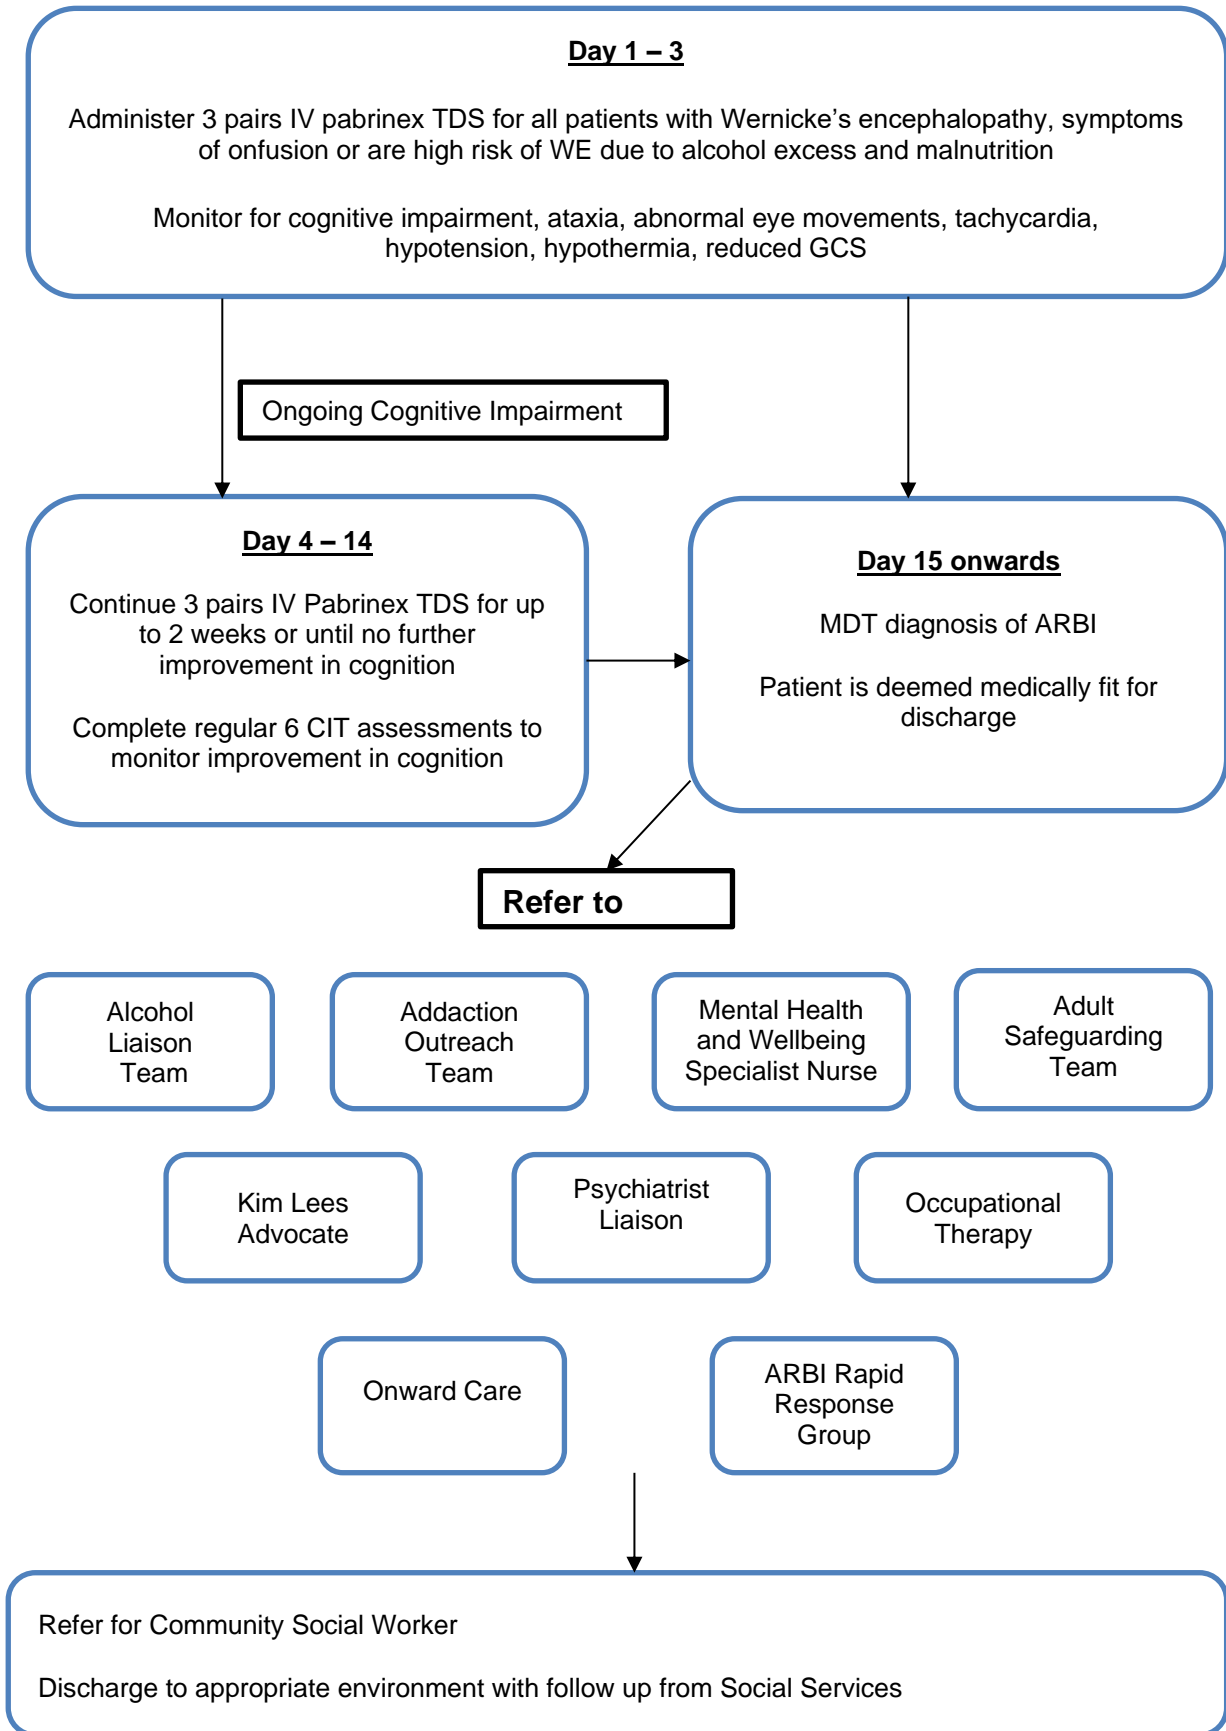 Day 1 – 3
Administer 3 pairs IV pabrinex TDS for all patients with Wernicke's encephalopathy, symptoms
of onfusion or are high risk of WE due to alcohol excess and malnutrition
Monitor for cognitive impairment, ataxia, abnormal eye movements, tachycardia,
hypotension, hypothermia, reduced GCS
Ongoing Cognitive Impairment
Day 4 – 14
Continue 3 pairs IV Pabrinex TDS for up
to 2 weeks or until no further
improvement in cognition
Complete regular 6 CIT assessments to
monitor improvement in cognition
Day 15 onwards
MDT diagnosis of ARBI
Patient is deemed medically fit for
discharge
Refer to
Alcohol
Liaison
Team
Addaction
Outreach
Team
Mental Health
and Wellbeing
Specialist Nurse
Adult
Safeguarding
Team
Kim Lees
Advocate
Psychiatrist
Liaison
Occupational
Therapy
Onward Care
ARBI Rapid
Response
Group
Refer for Community Social Worker
Discharge to appropriate environment with follow up from Social Services